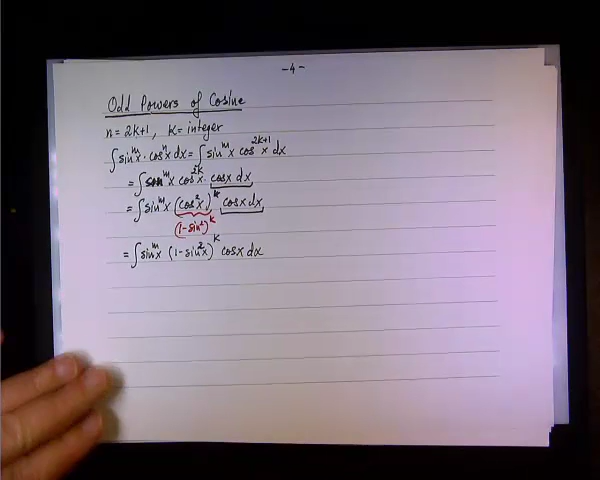 -4-
Odd Powers of Cosine
n = 2k+1, k = integer
∫ sin^m x · cos^n x dx = ∫ sin^m x cos^{2k+1} x dx
= ∫ sin^m x cos^{2k} x · cos x dx
= ∫ sin^m x (cos^2 x)^k cos x dx
(1 - sin^2)^k
= ∫ sin^m x (1 - sin^2 x)^k cos x dx